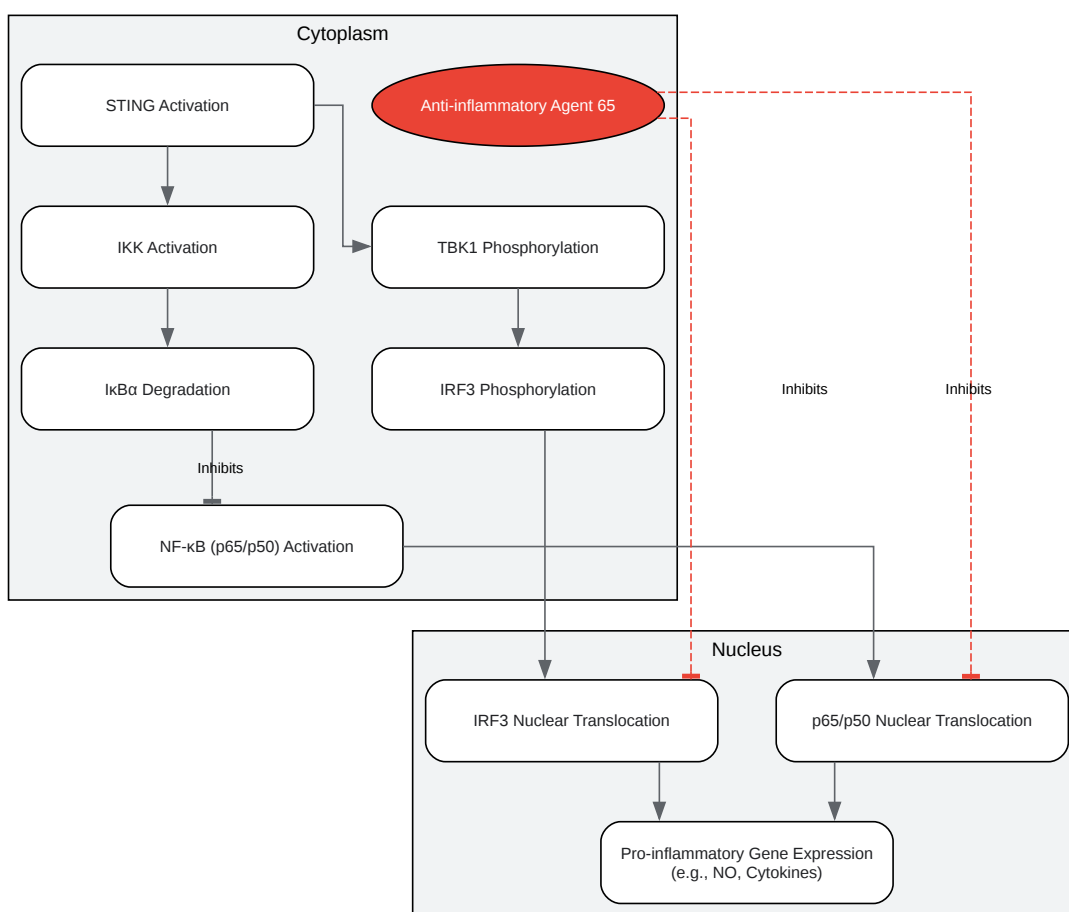 Cytoplasm
STING Activation
Anti-inflammatory Agent 65
IKK Activation
TBK1 Phosphorylation
IκBα Degradation
IRF3 Phosphorylation
Inhibits
Inhibits
Inhibits
NF-κB (p65/p50) Activation
Nucleus
IRF3 Nuclear Translocation
p65/p50 Nuclear Translocation
Pro-inflammatory Gene Expression
(e.g., NO, Cytokines)